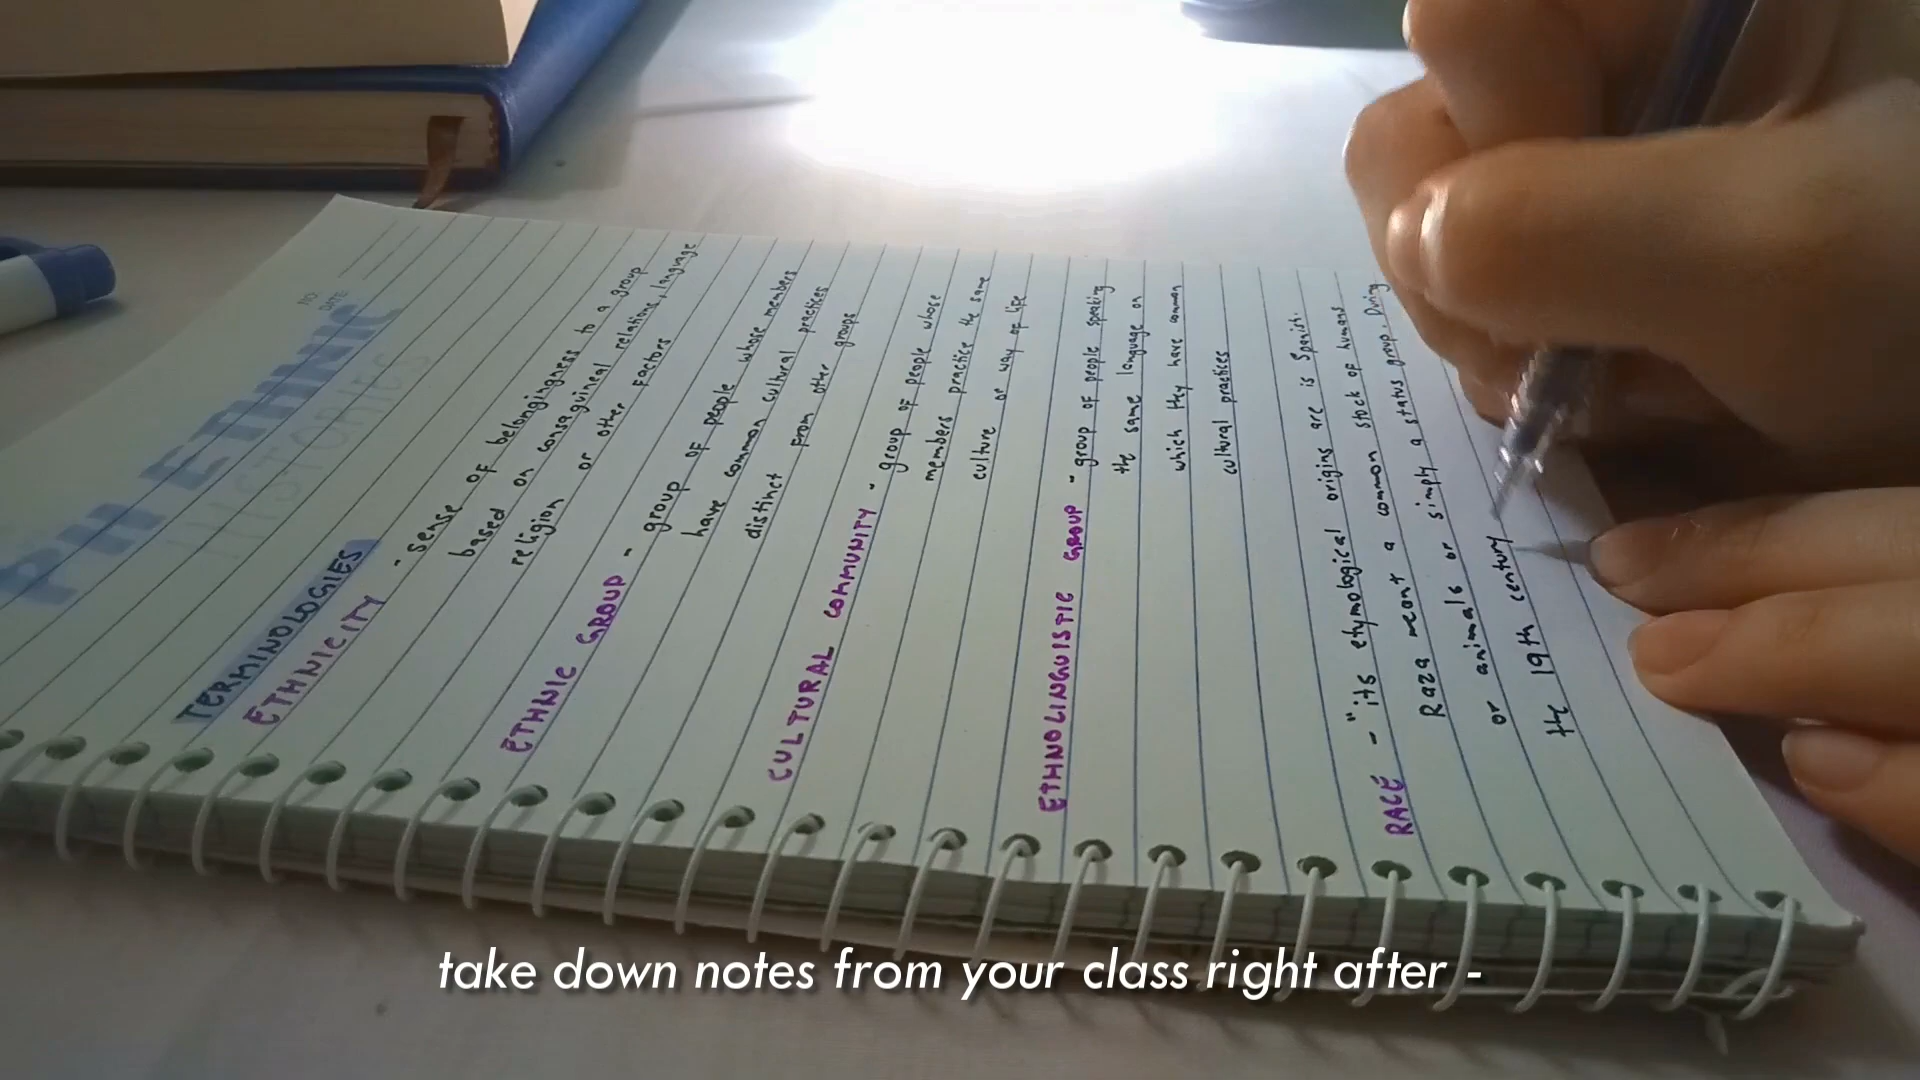 NO.
DATE:
PH ETHNIC
HISTORIES
TERMINOLOGIES
ETHNICITY - sense of belongingness to a group
based on consaguineal relations, language
religion or other factors
ETHNIC GROUP - group of people whose members
have common cultural practices
distinct from other groups
CULTURAL COMMUNITY - group of people whose
members practice the same
culture or way of life
ETHNOLINGUISTIC GROUP - group of people speaking
the same language on
which they have common
cultural practices
RACE - "its etymological origins are is Spanish.
Raza meant a common stock of humans
or animals or simply a status group. During
the 19th century
take down notes from your class right after -